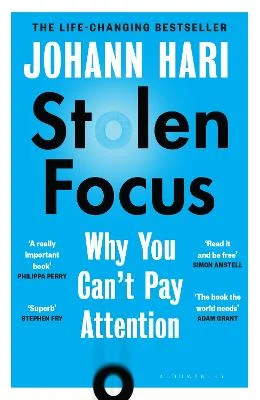 THE LIFE-CHANGING BESTSELLER
JOHANN HARI
Stolen
Focus
Why You
Can't Pay
Attention
'A really
important
book'
PHILIPPA PERRY
'Superb'
STEPHEN FRY
'Read it
and be free'
SIMON AMSTELL
'The book
the world
needs'
ADAM GRANT
BLOOMSBURY